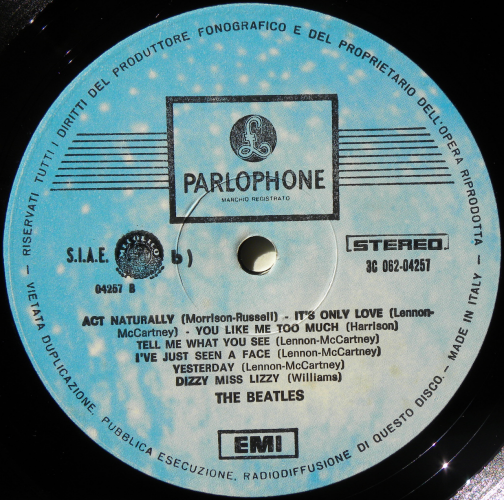 RISERVATI TUTTI I DIRITTI DEL PRODUTTORE FONOGRAFICO E DEL PROPRIETARIO DELL'OPERA RIPRODOTTA
£
PARLOPHONE
MARCHIO REGISTRATO
S.I.A.E. b)
STEREO
04257 B
3C 062-04257
ACT NATURALLY (Morrison-Russell) - IT'S ONLY LOVE (Lennon-
McCartney) - YOU LIKE ME TOO MUCH (Harrison)
TELL ME WHAT YOU SEE (Lennon-McCartney)
I'VE JUST SEEN A FACE (Lennon-McCartney)
YESTERDAY (Lennon-McCartney)
DIZZY MISS LIZZY (Williams)
THE BEATLES
EMI
— VIETATA DUPLICAZIONE, PUBBLICA ESECUZIONE, RADIODIFFUSIONE DI QUESTO DISCO. — MADE IN ITALY —